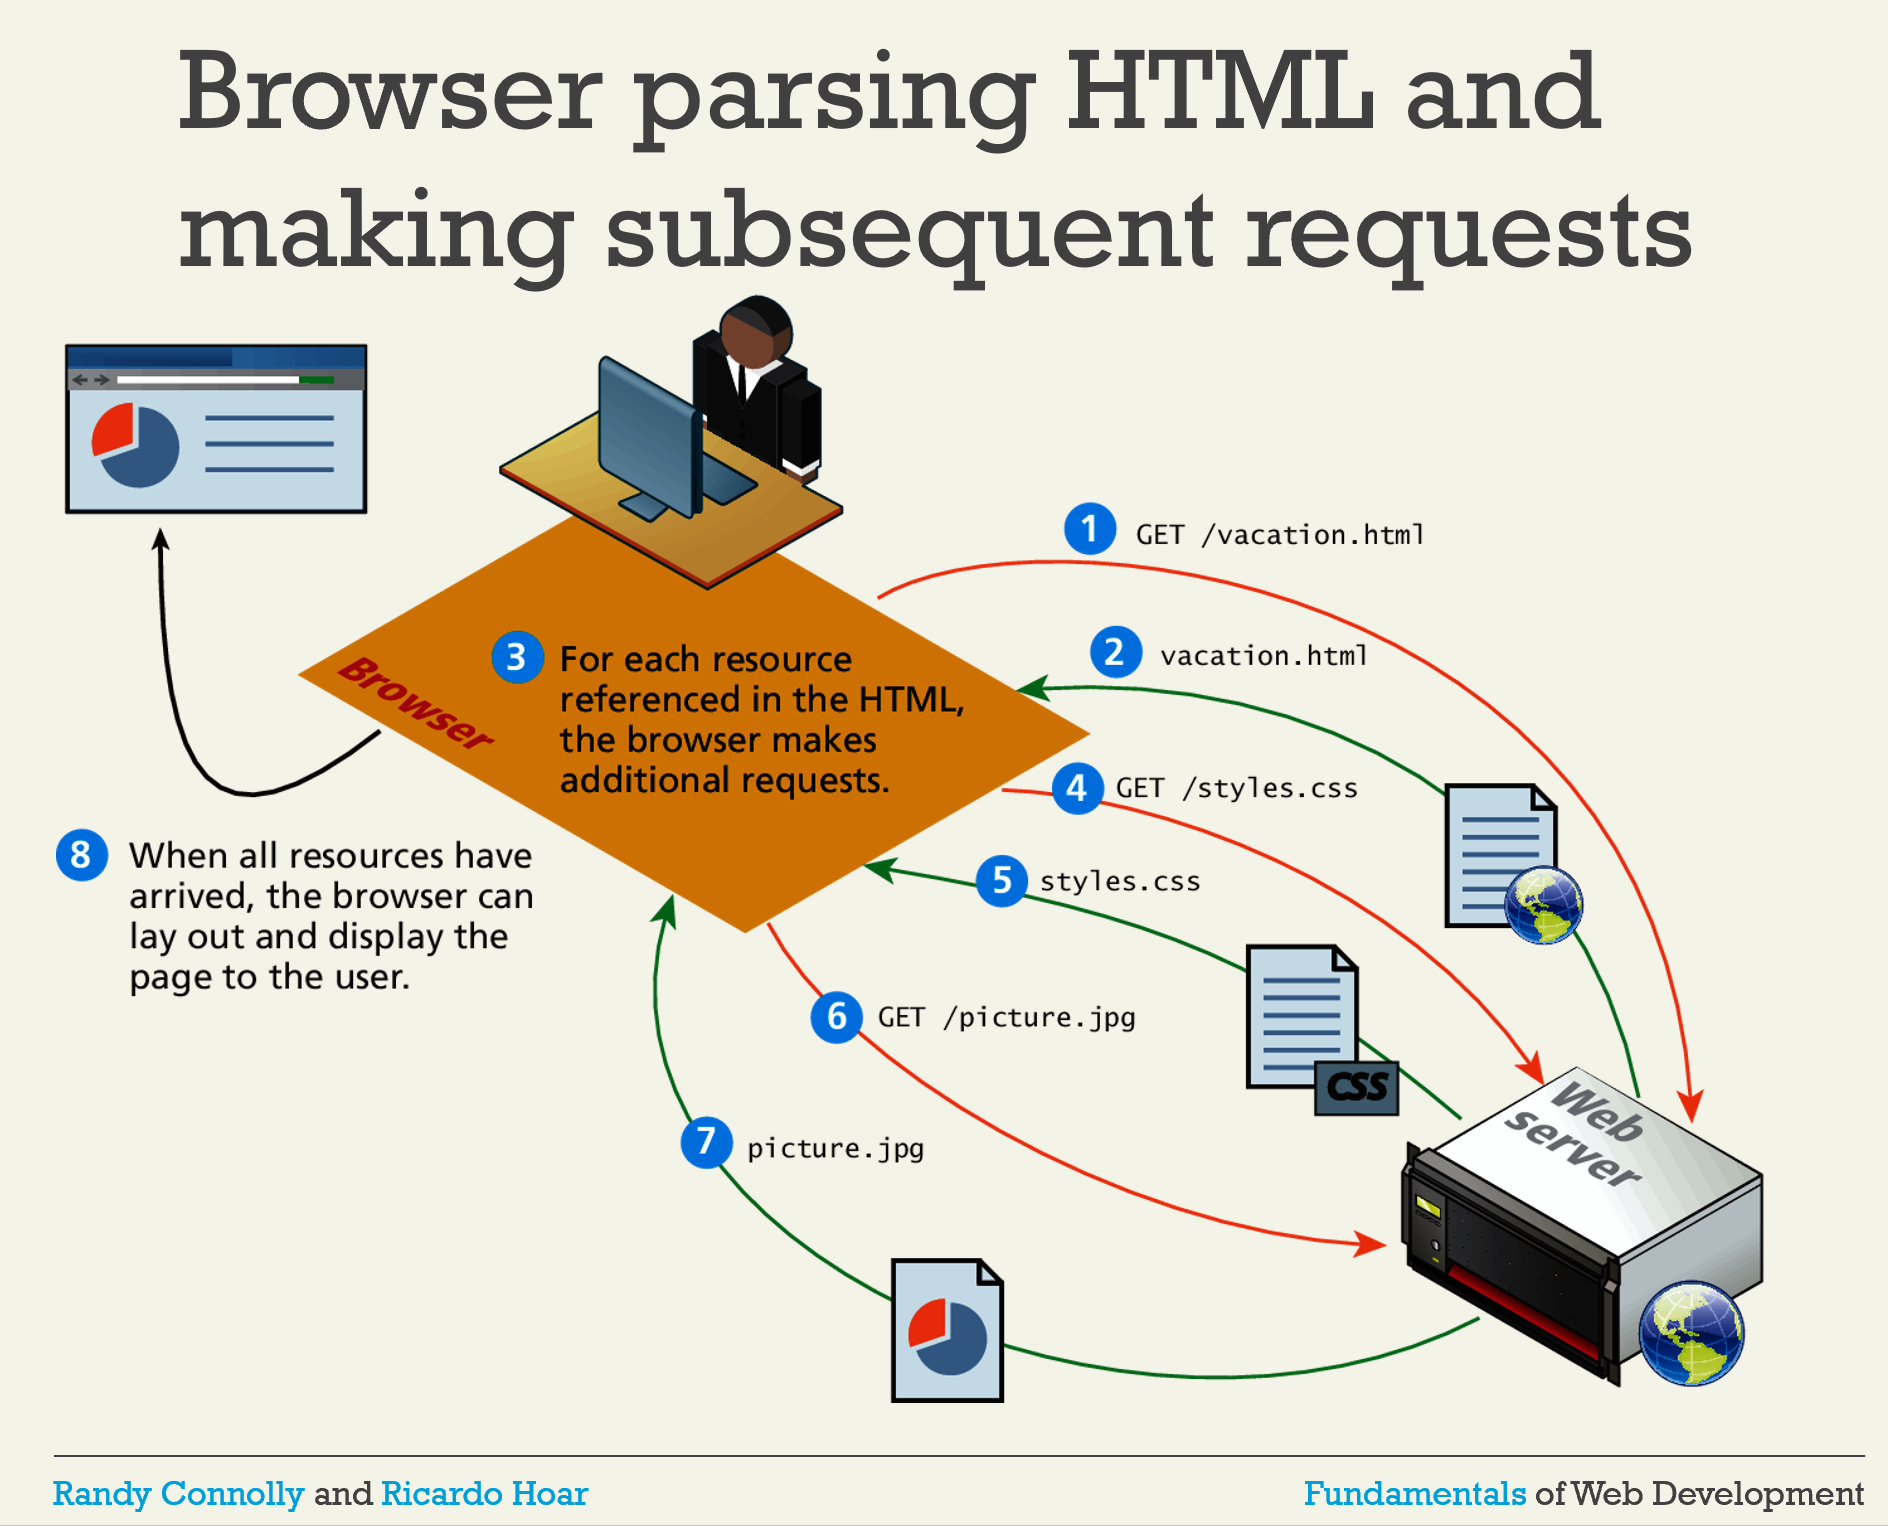 Browser parsing HTML and
making subsequent requests
1 GET /vacation.html
2 vacation.html
3 For each resource
referenced in the HTML,
the browser makes
additional requests.
Browser
4 GET /styles.css
5 styles.css
CSS
6 GET /picture.jpg
7 picture.jpg
Web
server
8 When all resources have
arrived, the browser can
lay out and display the
page to the user.
Randy Connolly and Ricardo Hoar
Fundamentals of Web Development